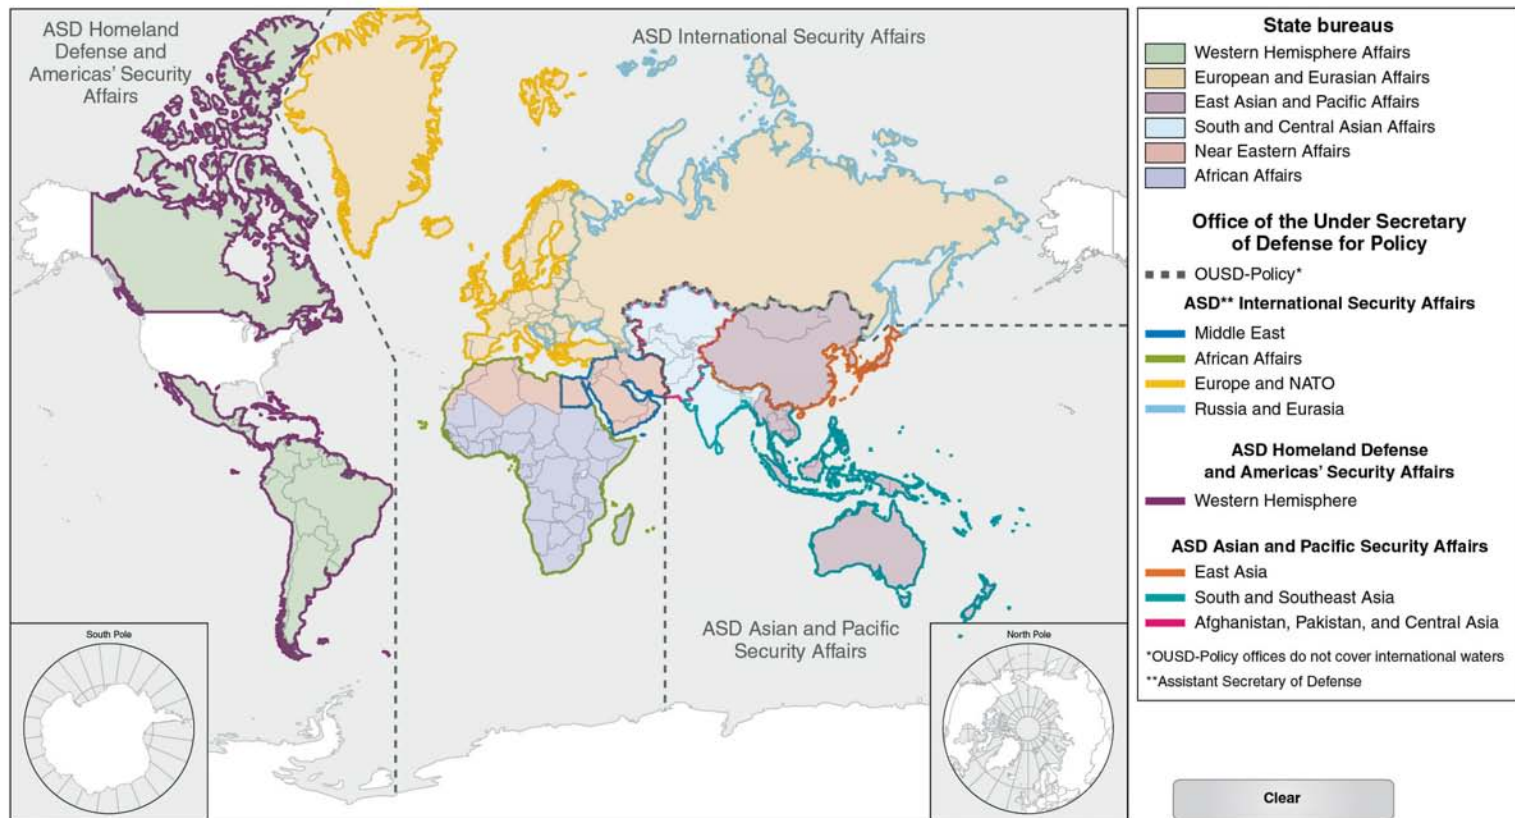 ASD Homeland
Defense and
Americas’ Security
Affairs
ASD International Security Affairs
ASD Asian and Pacific
Security Affairs
South Pole
North Pole
State bureaus
Western Hemisphere Affairs
European and Eurasian Affairs
East Asian and Pacific Affairs
South and Central Asian Affairs
Near Eastern Affairs
African Affairs
Office of the Under Secretary
of Defense for Policy
OUSD-Policy*
ASD** International Security Affairs
Middle East
African Affairs
Europe and NATO
Russia and Eurasia
ASD Homeland Defense
and Americas’ Security Affairs
Western Hemisphere
ASD Asian and Pacific Security Affairs
East Asia
South and Southeast Asia
Afghanistan, Pakistan, and Central Asia
*OUSD-Policy offices do not cover international waters
**Assistant Secretary of Defense
Clear